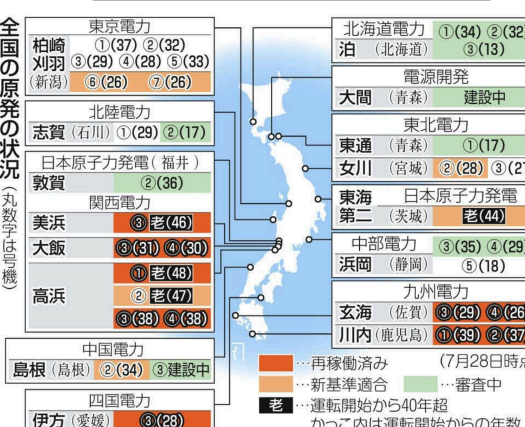 全国の原発の状況(丸数字は号機)
東京電力
柏崎 ①(37) ②(32)
刈羽 ③(29) ④(28) ⑤(33)
(新潟) ⑥(26) ⑦(26)
北陸電力
志賀(石川) ①(29) ②(17)
日本原子力発電(福井)
敦賀 ②(36)
関西電力
美浜 ③ 老(46)
大飯 ③(31) ④(30)
高浜
① 老(48)
② 老(47)
③(38) ④(38)
中国電力
島根(島根) ②(34) ③建設中
四国電力
伊方(愛媛) ③(28)
北海道電力 ①(34) ②(32)
泊 (北海道) ③(13)
電源開発
大間 (青森) 建設中
東北電力
東通 (青森) ①(17)
女川 (宮城) ②(28) ③(2
東海 日本原子力発電
第二 (茨城) 老(44)
中部電力 ③(35) ④(29)
浜岡 (静岡) ⑤(18)
九州電力
玄海 (佐賀) ③(29) ④(26
川内(鹿児島) ①(39) ②(37)
…再稼働済み (7月28日時点
…新基準適合 …審査中
老 …運転開始から40年超
かっこ内は運転開始からの年数